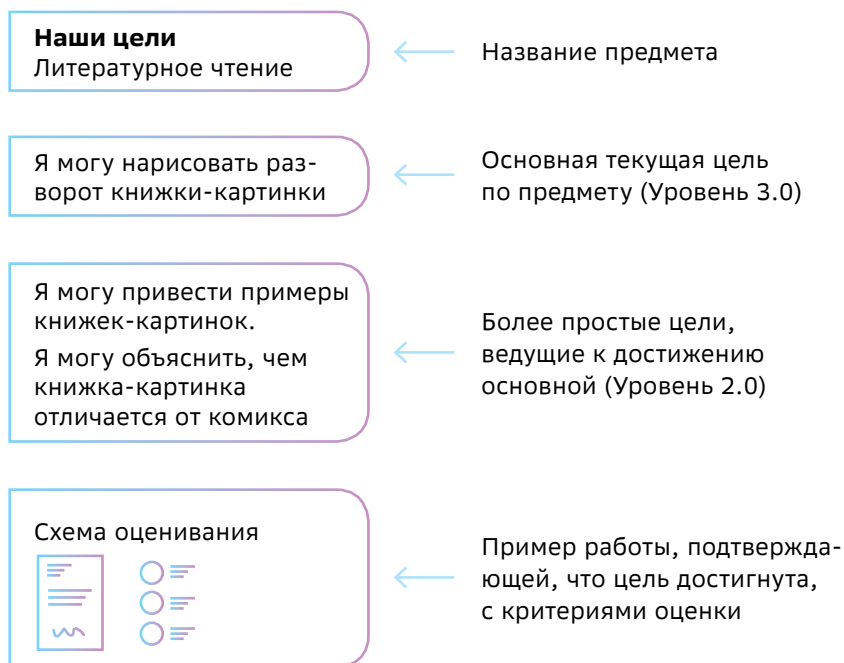 Наши цели
Литературное чтение
Название предмета
Я могу нарисовать раз-
ворот книжки-картинки
Основная текущая цель
по предмету (Уровень 3.0)
Я могу привести примеры
книжек-картинок.
Я могу объяснить, чем
книжка-картинка
отличается от комикса
Более простые цели,
ведущие к достижению
основной (Уровень 2.0)
Схема оценивания
Пример работы, подтвержда-
ющей, что цель достигнута,
с критериями оценки